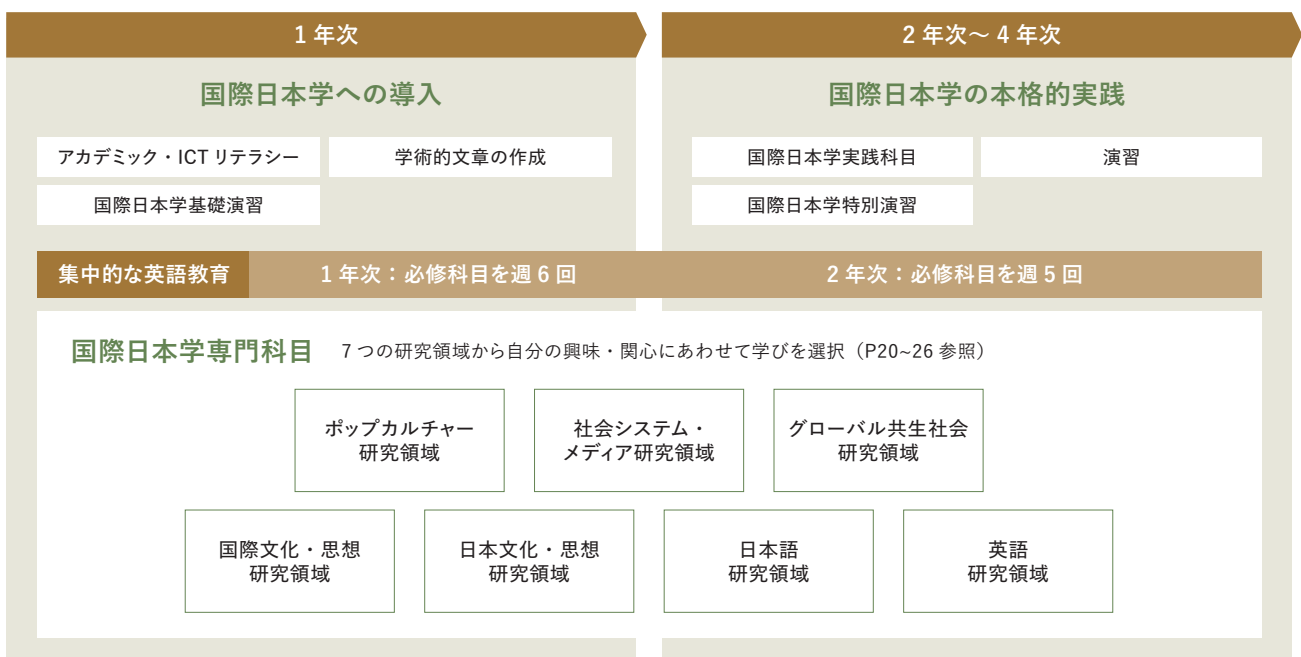 1 年次
2 年次〜 4 年次
国際日本学への導入
国際日本学の本格的実践
アカデミック・ICT リテラシー
学術的文章の作成
国際日本学基礎演習
国際日本学実践科目
演習
国際日本学特別演習
集中的な英語教育
1 年次：必修科目を週 6 回
2 年次：必修科目を週 5 回
国際日本学専門科目
7 つの研究領域から自分の興味・関心にあわせて学びを選択（P20~26 参照）
ポップカルチャー
研究領域
社会システム・
メディア研究領域
グローバル共生社会
研究領域
国際文化・思想
研究領域
日本文化・思想
研究領域
日本語
研究領域
英語
研究領域